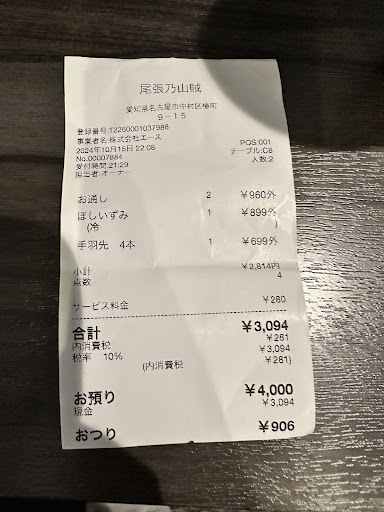 尾張乃山賊
愛知県名古屋市中村区椿町
9-15
登録番号:T2260001037988
事業者名:株式会社エース
2024年10月15日 22:08 POS:001
No.00007884 テーブル:C8
受付時間:21:29 人数:2
担当者:オーナー
お通し 2 ¥960外
ほしいずみ 1 ¥899外
(冷 )
手羽先 4本 1 ¥699外
小計 ¥2,814内
点数 4
サービス料金 ¥280
合計 ¥3,094
内消費税 ¥281
税率 10% ¥3,094
(内消費税 ¥281)
お預り ¥4,000
現金 ¥3,094
おつり ¥906